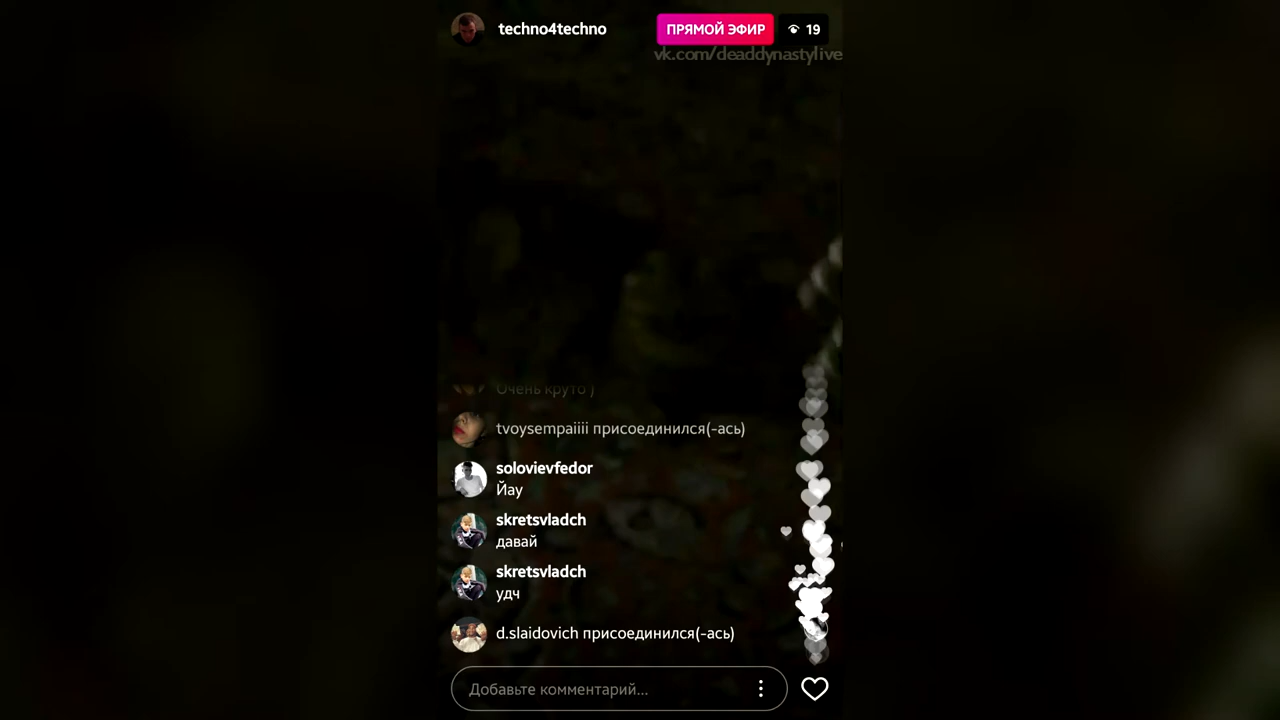 techno4techno
ПРЯМОЙ ЭФИР
19
vk.com/deaddynastylive
Очень круто )
tvoysempaiiii присоединился(-ась)
solovievfedor
Йау
skretsvladch
давай
skretsvladch
удч
d.slaidovich присоединился(-ась)
Добавьте комментарий...